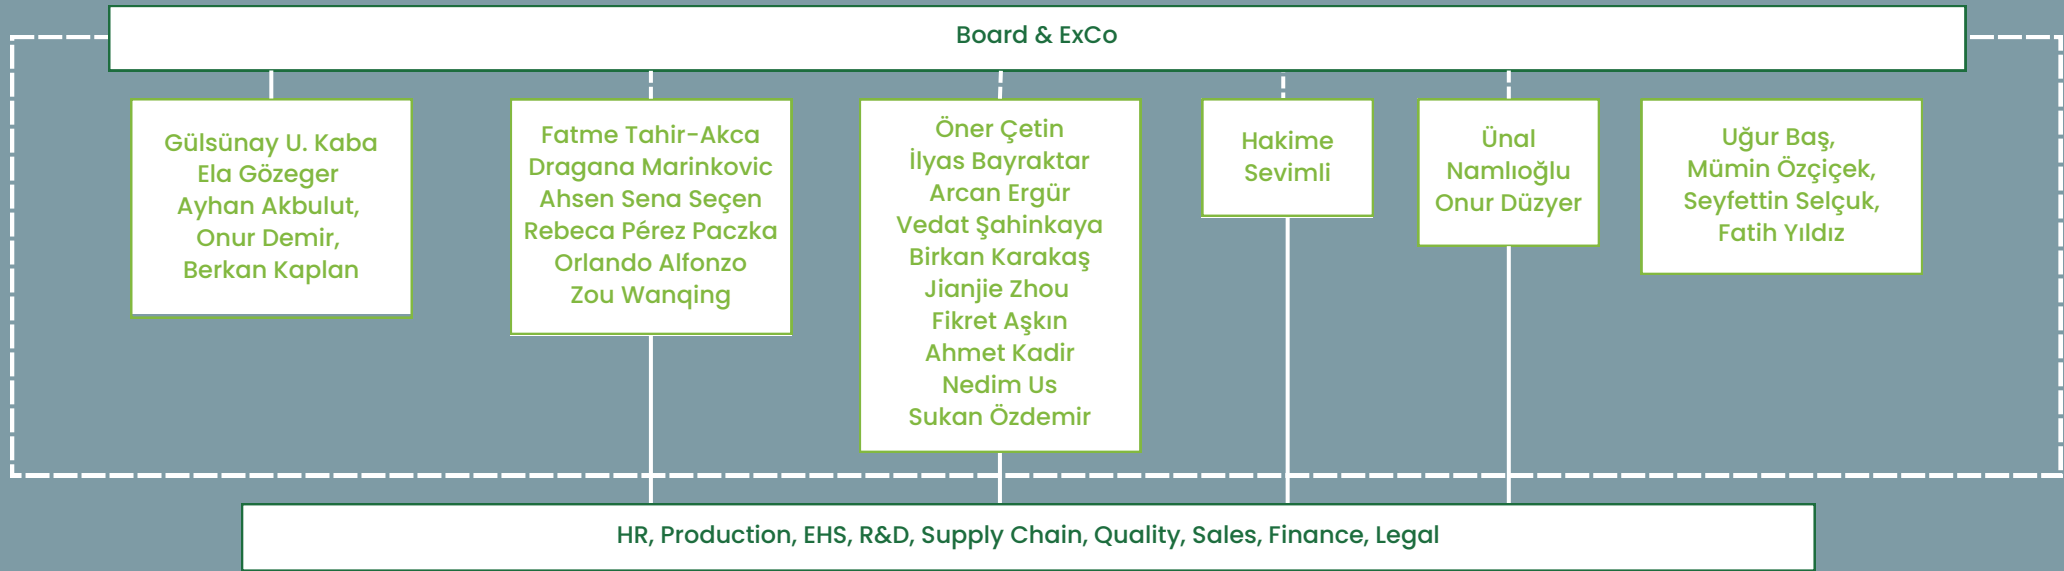 Board & ExCo
Gülsünay U. Kaba
Ela Gözeger
Ayhan Akbulut,
Onur Demir,
Berkan Kaplan
Fatme Tahir-Akca
Dragana Marinkovic
Ahsen Sena Seçen
Rebeca Pérez Paczka
Orlando Alfonzo
Zou Wanqing
Öner Çetin
İlyas Bayraktar
Arcan Ergür
Vedat Şahinkaya
Birkan Karakaş
Jianjie Zhou
Fikret Aşkın
Ahmet Kadir
Nedim Us
Sukan Özdemir
Hakime
Sevimli
Ünal
Namlıoğlu
Onur Düzyer
Uğur Baş,
Mümin Özçiçek,
Seyfettin Selçuk,
Fatih Yıldız
HR, Production, EHS, R&D, Supply Chain, Quality, Sales, Finance, Legal